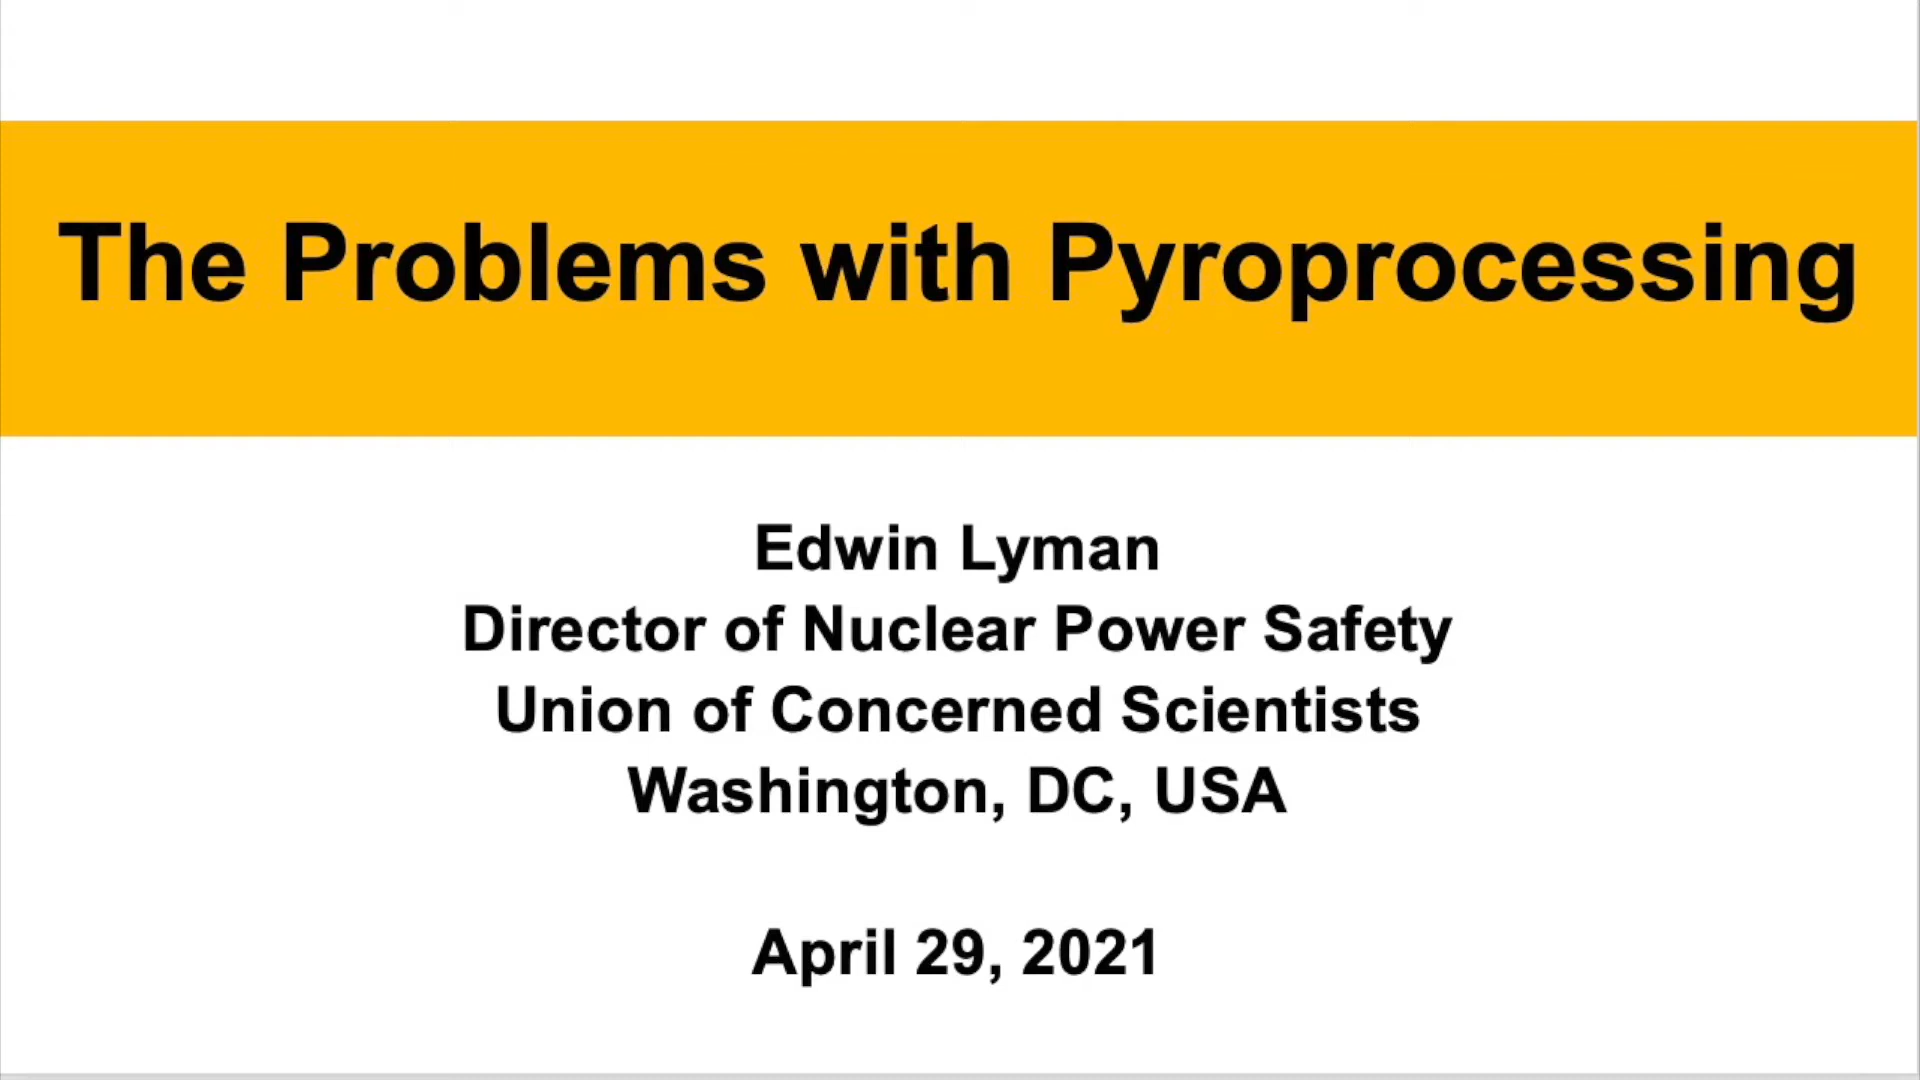 The Problems with Pyroprocessing
Edwin Lyman
Director of Nuclear Power Safety
Union of Concerned Scientists
Washington, DC, USA
April 29, 2021